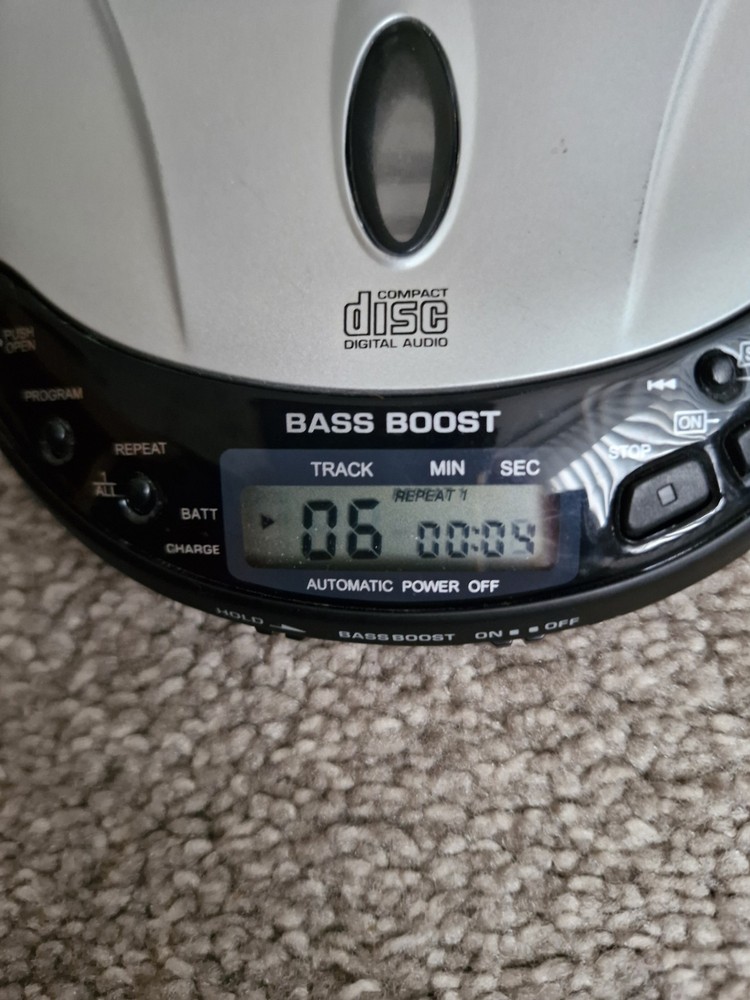 COMPACT
disc
DIGITAL AUDIO
PUSH
OPEN
PROGRAM
BASS BOOST
ON
REPEAT
STOP
1
ALL
TRACK MIN SEC
REPEAT 1
BATT
06 00:04
CHARGE
AUTOMATIC POWER OFF
HOLD
BASS BOOST ON OFF